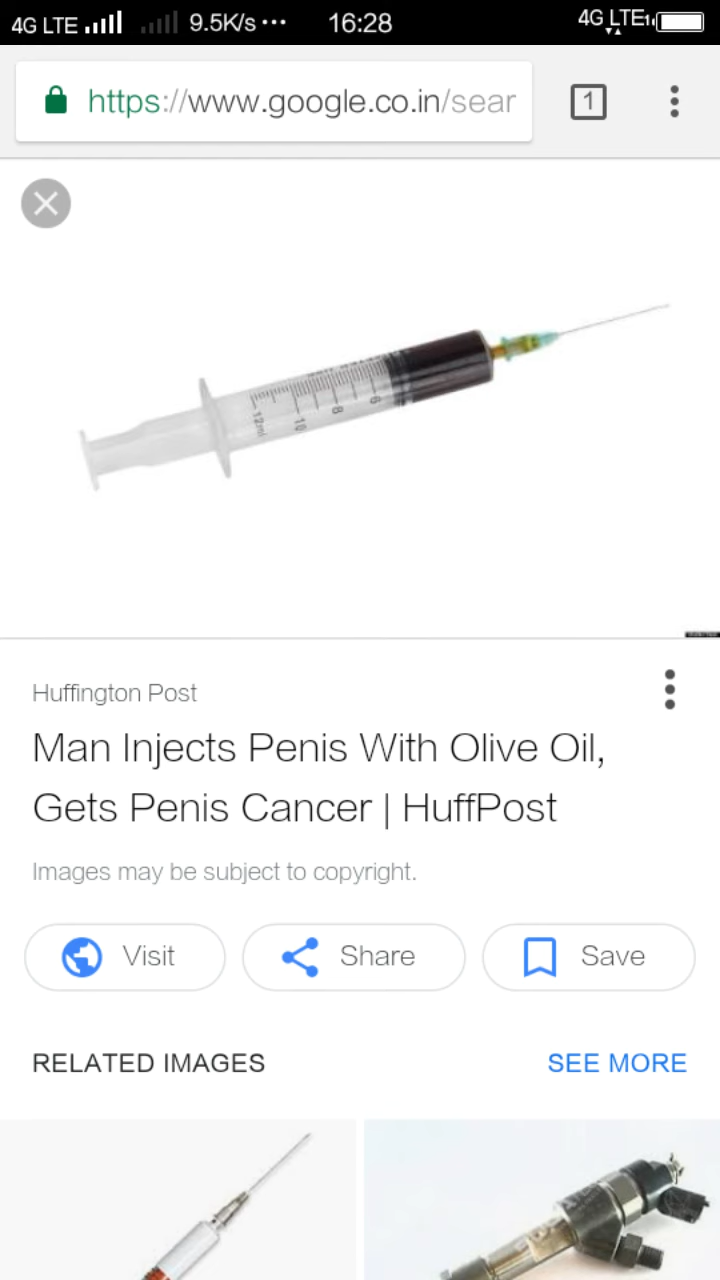 4G LTE 9.5K/s ••• 16:28 4G LTE1
https://www.google.co.in/sear 1
12ml 10 8 6
Huffington Post
Man Injects Penis With Olive Oil,
Gets Penis Cancer | HuffPost
Images may be subject to copyright.
Visit Share Save
RELATED IMAGES SEE MORE